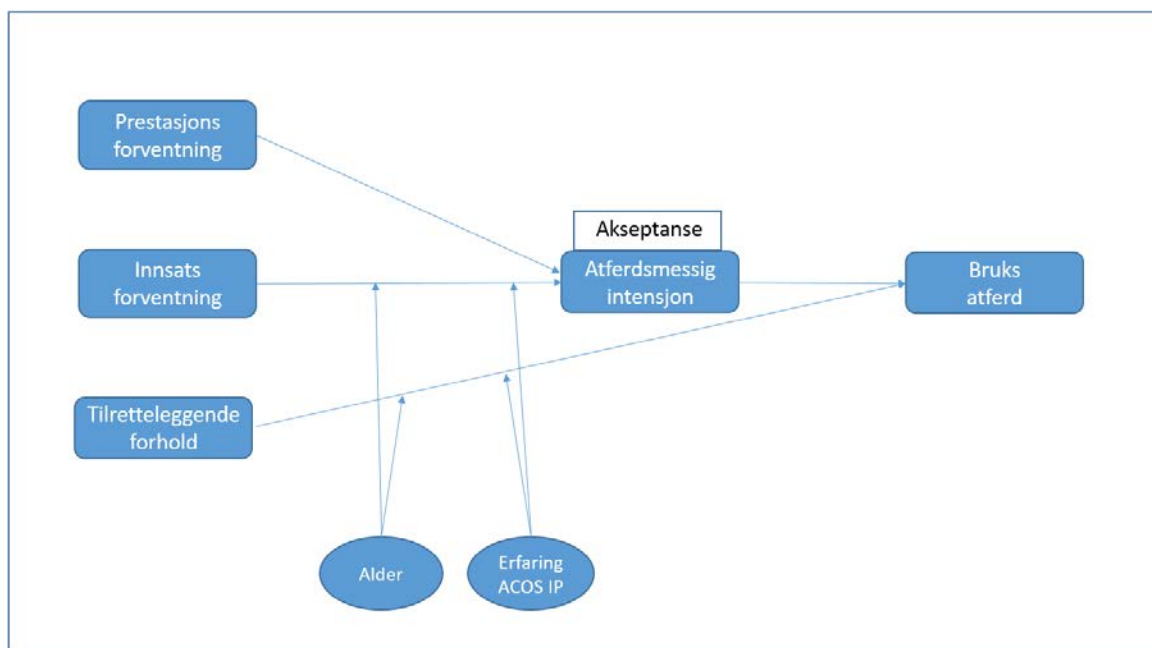 Prestasjons
forventning
Akseptanse
Innsats
forventning
Atferdsmessig
intensjon
Bruks
atferd
Tilretteleggende
forhold
Alder
Erfaring
ACOS IP